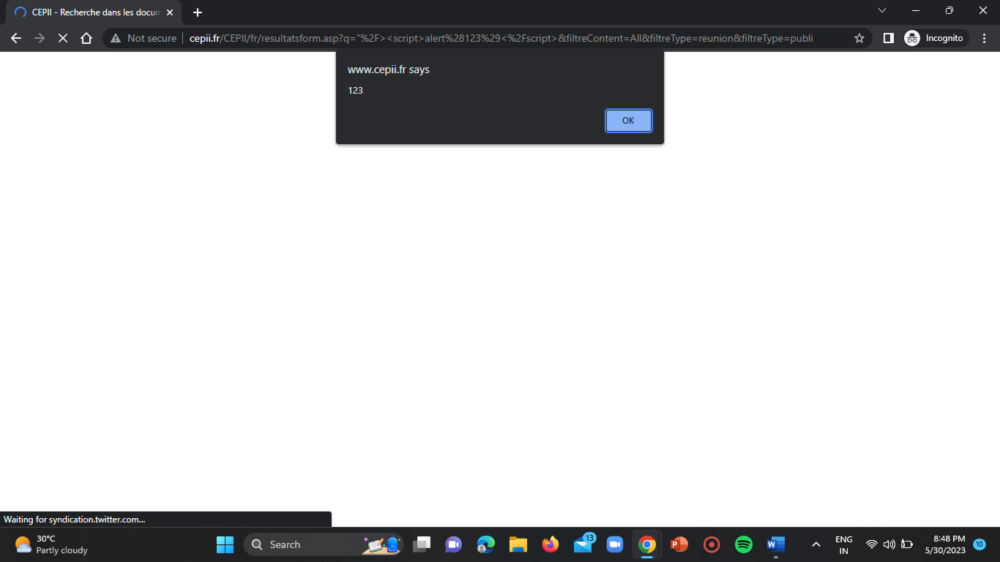 CEPII - Recherche dans les docum
Not secure
cepii.fr/CEPII/fr/resultatsform.asp?q="%2F><script>alert%28123%29<%2Fscript>&filtreContent=All&filtreType=reunion&filtreType=publi
Incognito
www.cepii.fr says
123
OK
Waiting for syndication.twitter.com...
30°C
Partly cloudy
Search
13
P
W
ENG
IN
8:48 PM
5/30/2023
10